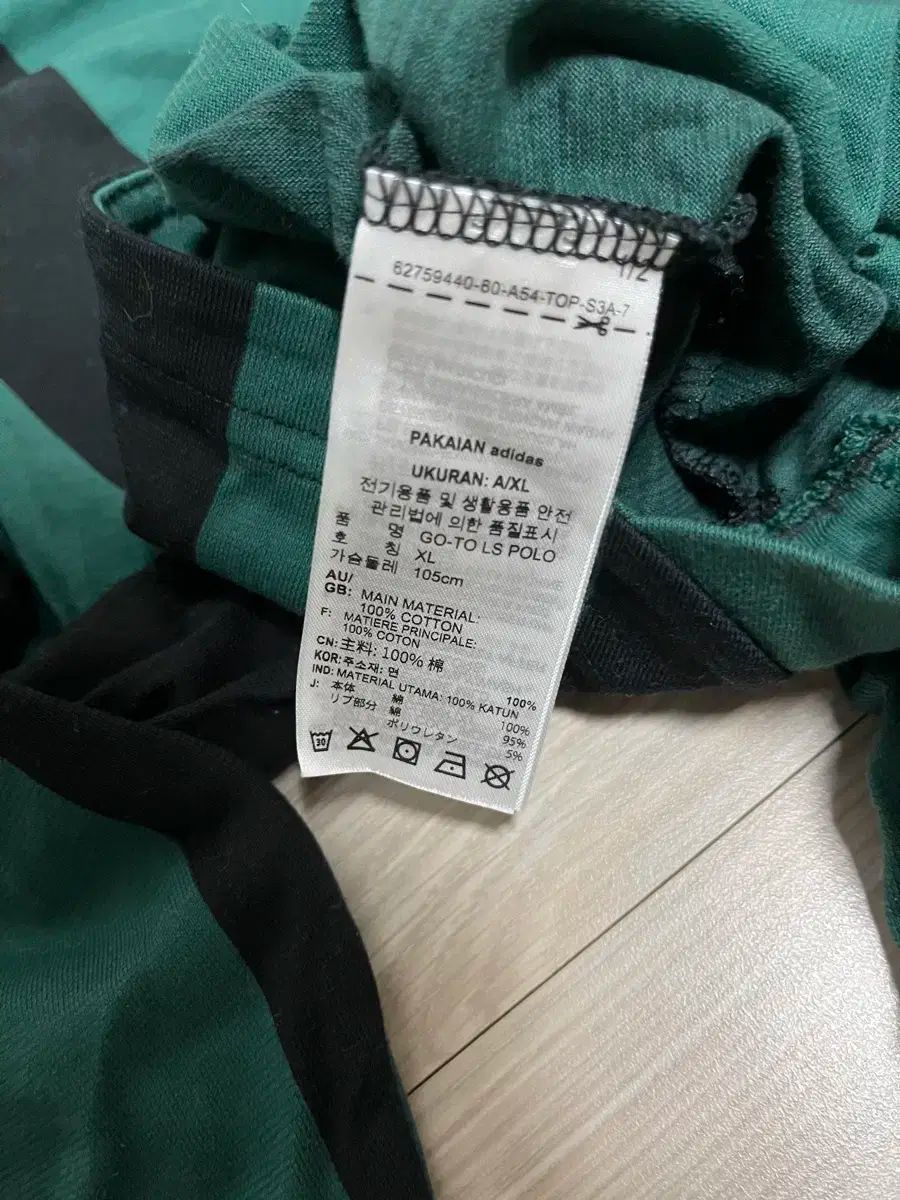 1/2
62759440-60-A54-TOP-S3A-7
PAKAIAN adidas
UKURAN: A/XL
전기용품 및 생활용품 안전
관리법에 의한 품질표시
품 명 GO-TO LS POLO
호 칭 XL
가슴둘레 105cm
AU/
GB: MAIN MATERIAL:
100% COTTON
F: MATIERE PRINCIPALE:
100% COTON
CN: 主料: 100% 棉
KOR: 주소재: 면 100%
IND: MATERIAL UTAMA: 100% KATUN
J: 本体 綿 100%
リブ部分 綿 95%
ポリウレタン 5%
30